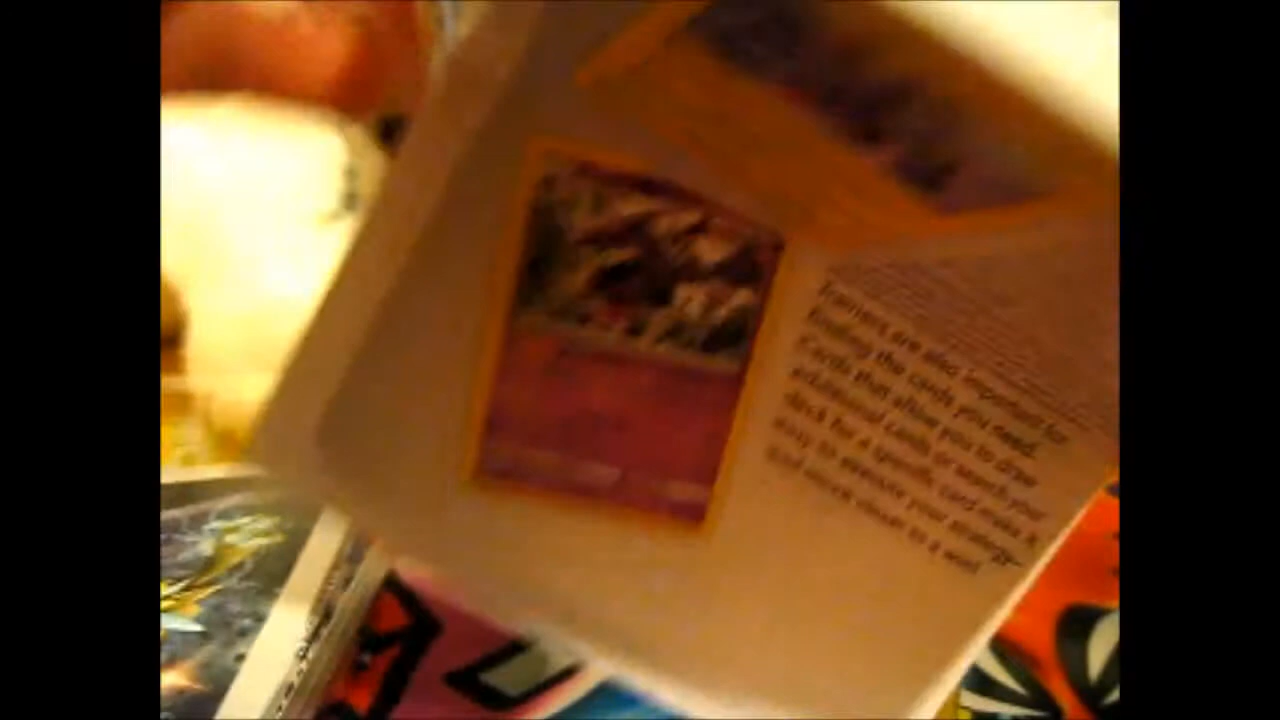 Trainers are also important for
finding the cards you need.
Cards that allow you to draw
additional cards or search your
deck for a specific card make it
easy to execute your strategy
and move closer to a win!